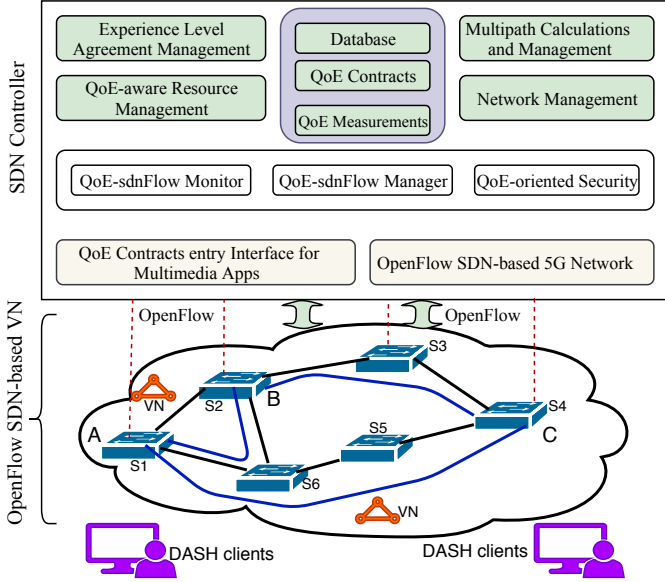 SDN Controller
Experience Level
Agreement Management
Database
Multipath Calculations
and Management
QoE-aware Resource
Management
QoE Contracts
Network Management
QoE Measurements
QoE-sdnFlow Monitor
QoE-sdnFlow Manager
QoE-oriented Security
QoE Contracts entry Interface for
Multimedia Apps
OpenFlow SDN-based 5G Network
OpenFlow
OpenFlow
OpenFlow SDN-based VN
S3
VN
S2
B
S4
A
S1
S5
C
S6
VN
DASH clients
DASH clients